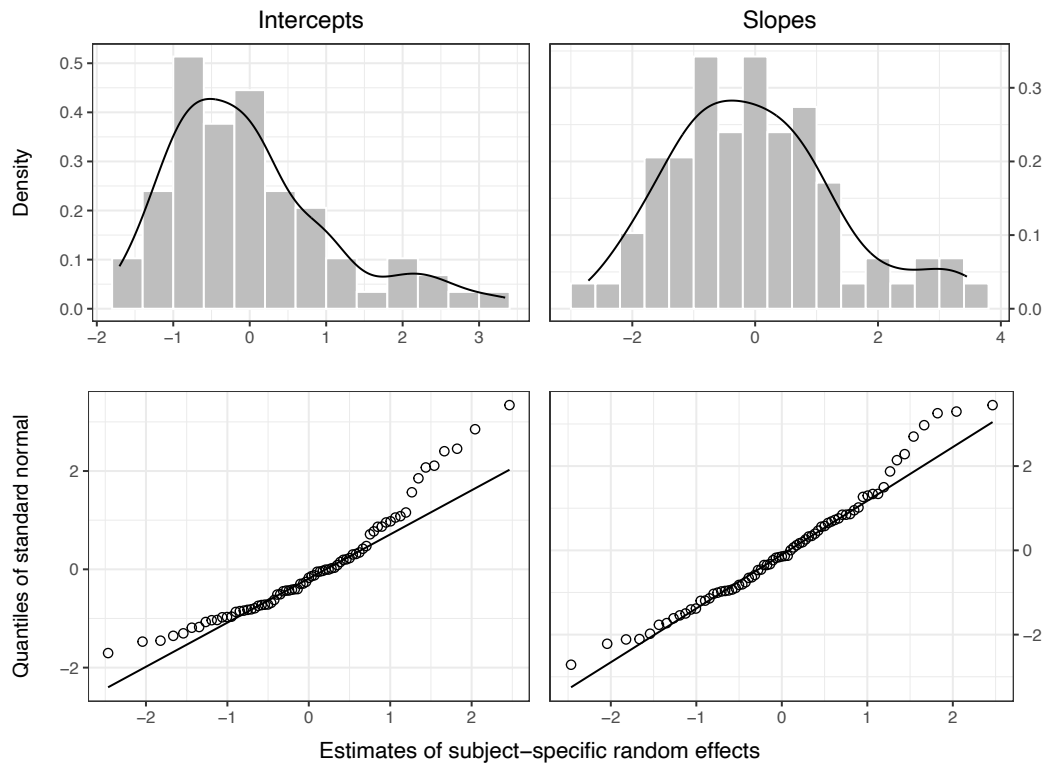 Intercepts Slopes
0.5
0.4 0.3
0.3
Density 0.2
0.2
0.1 0.1
0.0 0.0
−2 −1 0 1 2 3 −2 0 2 4
Quantiles of standard normal
2 2
0 0
−2 −2
−2 −1 0 1 2 −2 −1 0 1 2
Estimates of subject−specific random effects